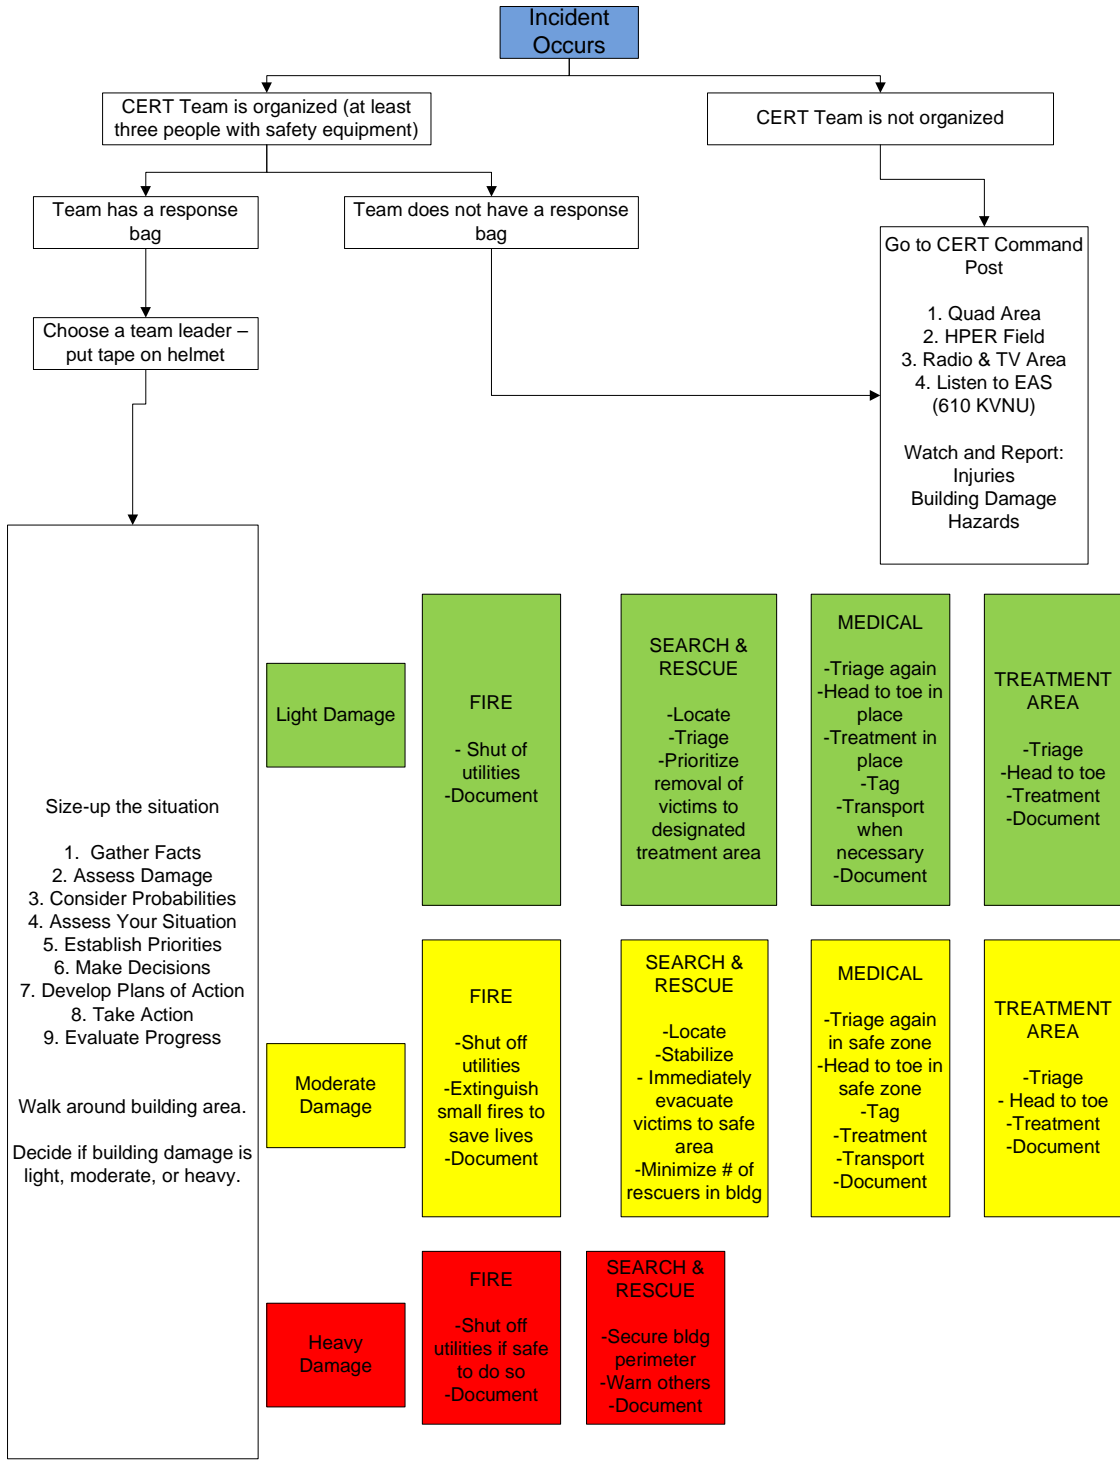 Incident
Occurs
CERT Team is organized (at least
three people with safety equipment)
CERT Team is not organized
Team has a response
bag
Team does not have a response
bag
Go to CERT Command
Post
1. Quad Area
2. HPER Field
3. Radio & TV Area
4. Listen to EAS
(610 KVNU)
Watch and Report:
Injuries
Building Damage
Hazards
Choose a team leader –
put tape on helmet
Size-up the situation
1. Gather Facts
2. Assess Damage
3. Consider Probabilities
4. Assess Your Situation
5. Establish Priorities
6. Make Decisions
7. Develop Plans of Action
8. Take Action
9. Evaluate Progress
Walk around building area.
Decide if building damage is
light, moderate, or heavy.
Light Damage
FIRE
- Shut of
utilities
-Document
SEARCH &
RESCUE
-Locate
-Triage
-Prioritize
removal of
victims to
designated
treatment area
MEDICAL
-Triage again
-Head to toe in
place
-Treatment in
place
-Tag
-Transport
when
necessary
-Document
TREATMENT
AREA
-Triage
-Head to toe
-Treatment
-Document
Moderate
Damage
FIRE
-Shut off
utilities
-Extinguish
small fires to
save lives
-Document
SEARCH &
RESCUE
-Locate
-Stabilize
- Immediately
evacuate
victims to safe
area
-Minimize # of
rescuers in bldg
MEDICAL
-Triage again
in safe zone
-Head to toe in
safe zone
-Tag
-Treatment
-Transport
-Document
TREATMENT
AREA
-Triage
- Head to toe
-Treatment
-Document
Heavy
Damage
FIRE
-Shut off
utilities if safe
to do so
-Document
SEARCH &
RESCUE
-Secure bldg
perimeter
-Warn others
-Document